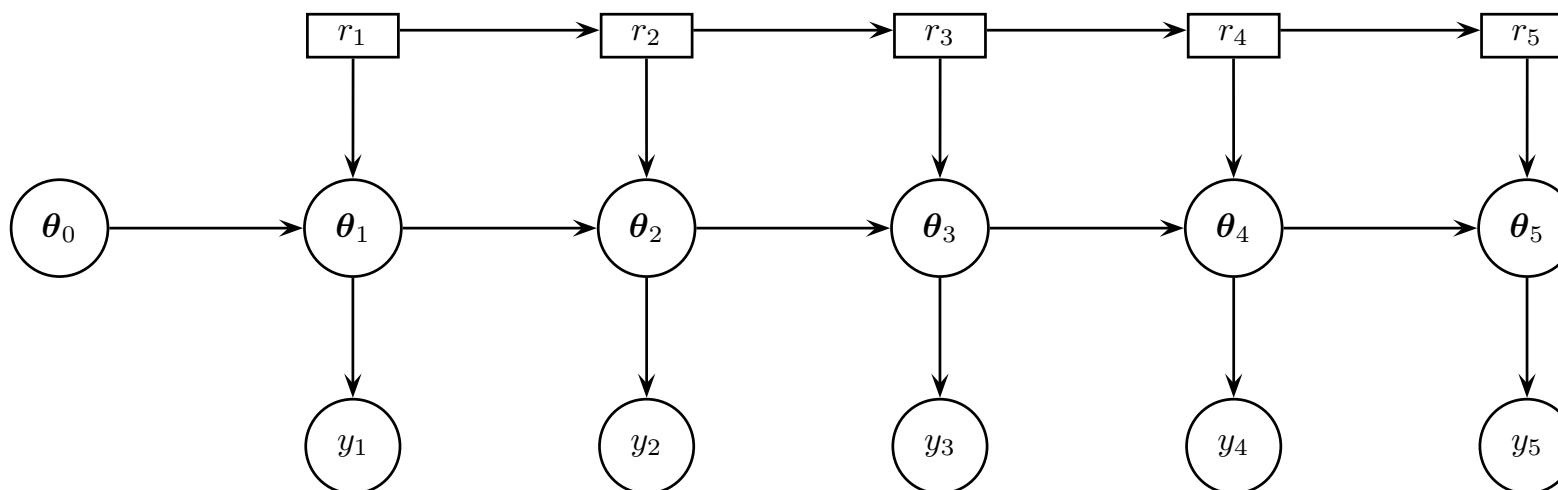 r₁ r₂ r₃ r₄ r₅
θ₀ θ₁ θ₂ θ₃ θ₄ θ₅
y₁ y₂ y₃ y₄ y₅